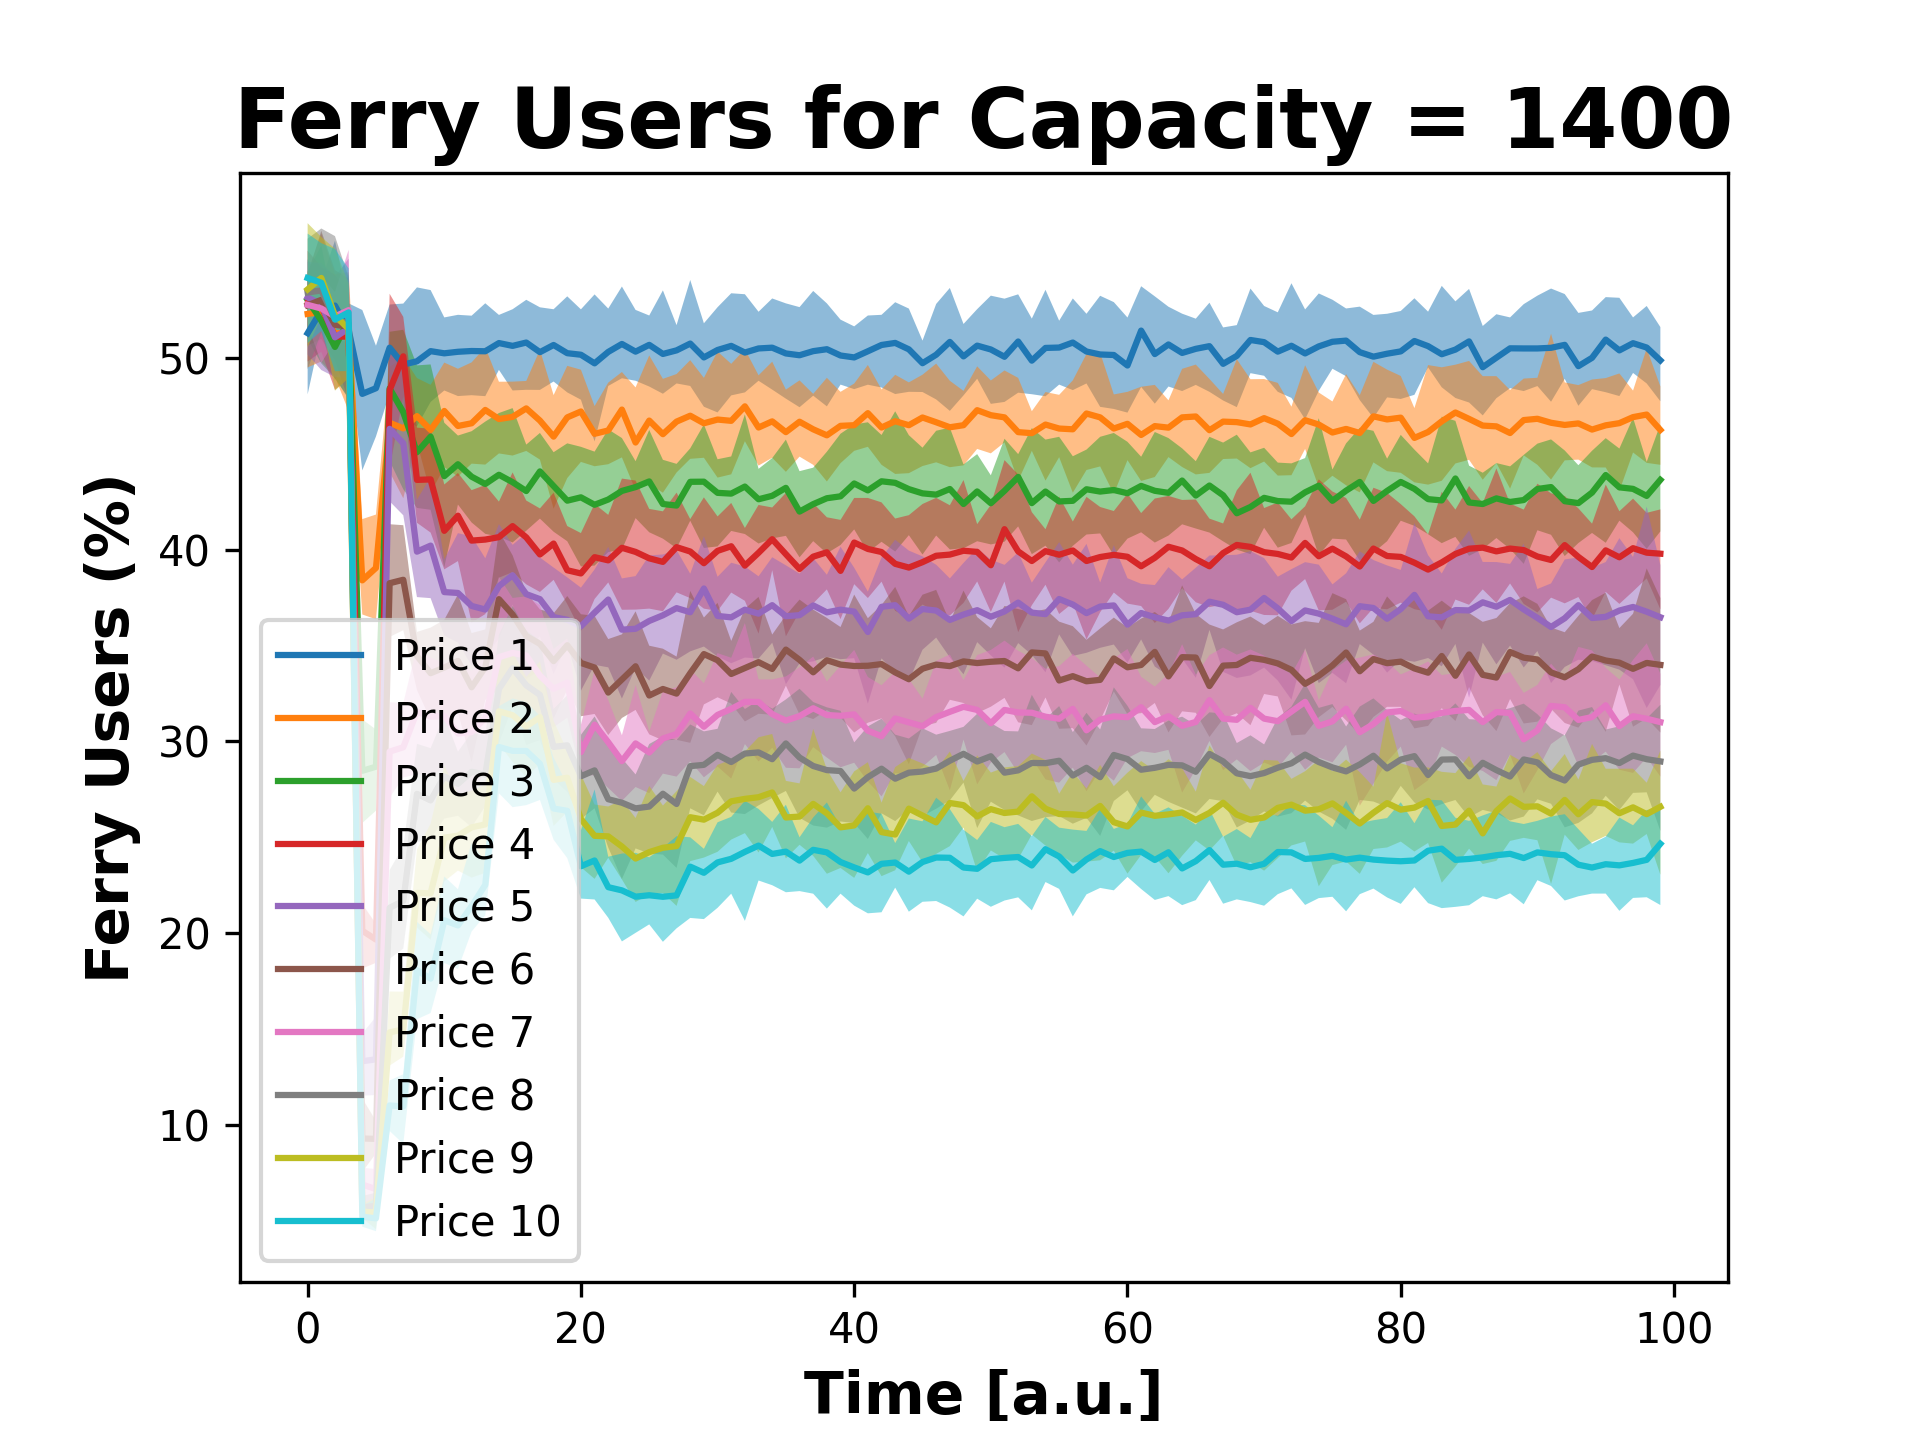 Ferry Users for Capacity = 1400
Ferry Users (%)
50
40
30
20
10
Price 1
Price 2
Price 3
Price 4
Price 5
Price 6
Price 7
Price 8
Price 9
Price 10
0 20 40 60 80 100
Time [a.u.]